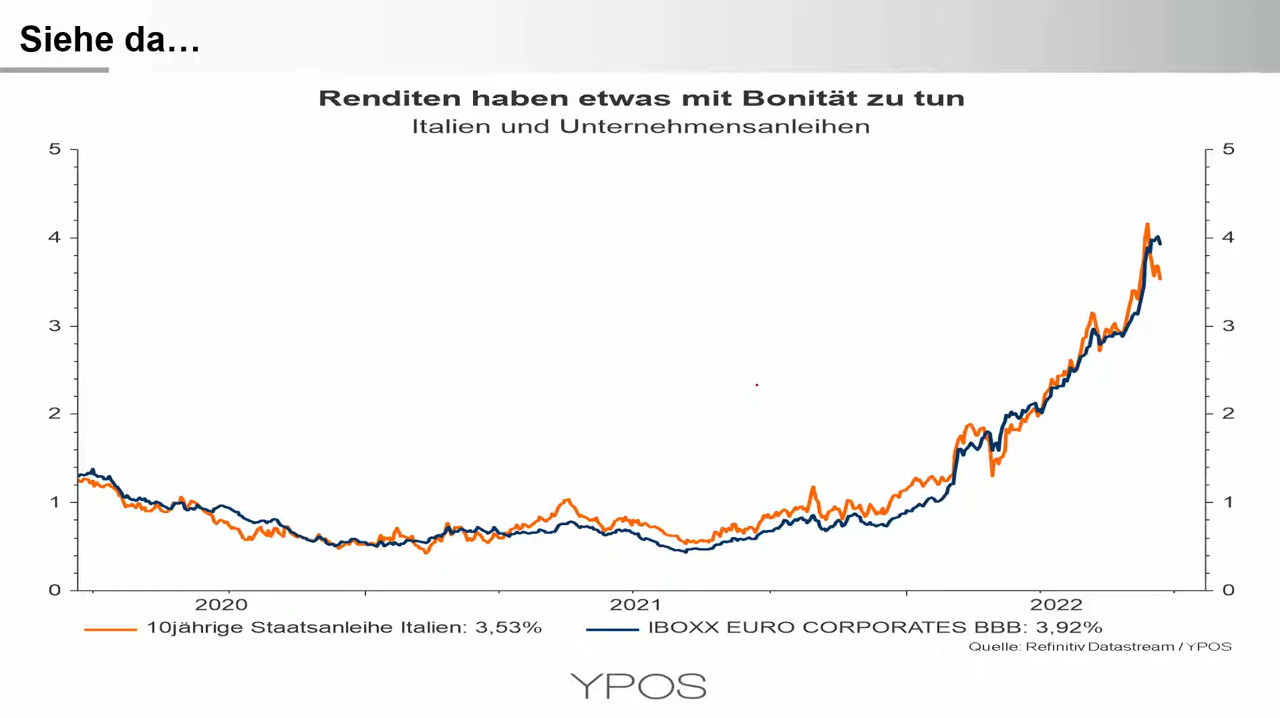 Siehe da...
Renditen haben etwas mit Bonität zu tun
Italien und Unternehmensanleihen
5 5
4 4
3 3
2 2
1 1
0 0
2020 2021 2022
10jährige Staatsanleihe Italien: 3,53% IBOXX EURO CORPORATES BBB: 3,92%
Quelle: Refinitiv Datastream / YPOS
YPOS